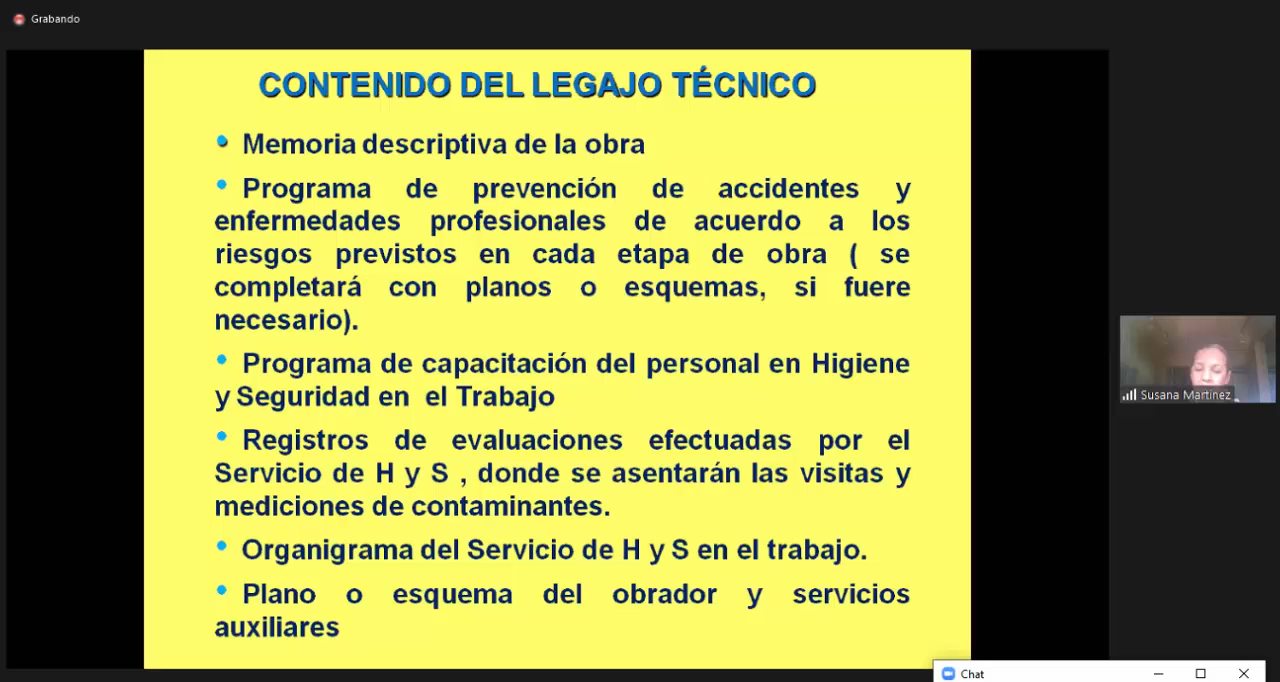 Grabando
CONTENIDO DEL LEGAJO TÉCNICO
• Memoria descriptiva de la obra
• Programa de prevención de accidentes y
enfermedades profesionales de acuerdo a los
riesgos previstos en cada etapa de obra ( se
completará con planos o esquemas, si fuere
necesario).
• Programa de capacitación del personal en Higiene
y Seguridad en el Trabajo
• Registros de evaluaciones efectuadas por el
Servicio de H y S , donde se asentarán las visitas y
mediciones de contaminantes.
• Organigrama del Servicio de H y S en el trabajo.
• Plano o esquema del obrador y servicios
auxiliares
Susana Martinez
Chat